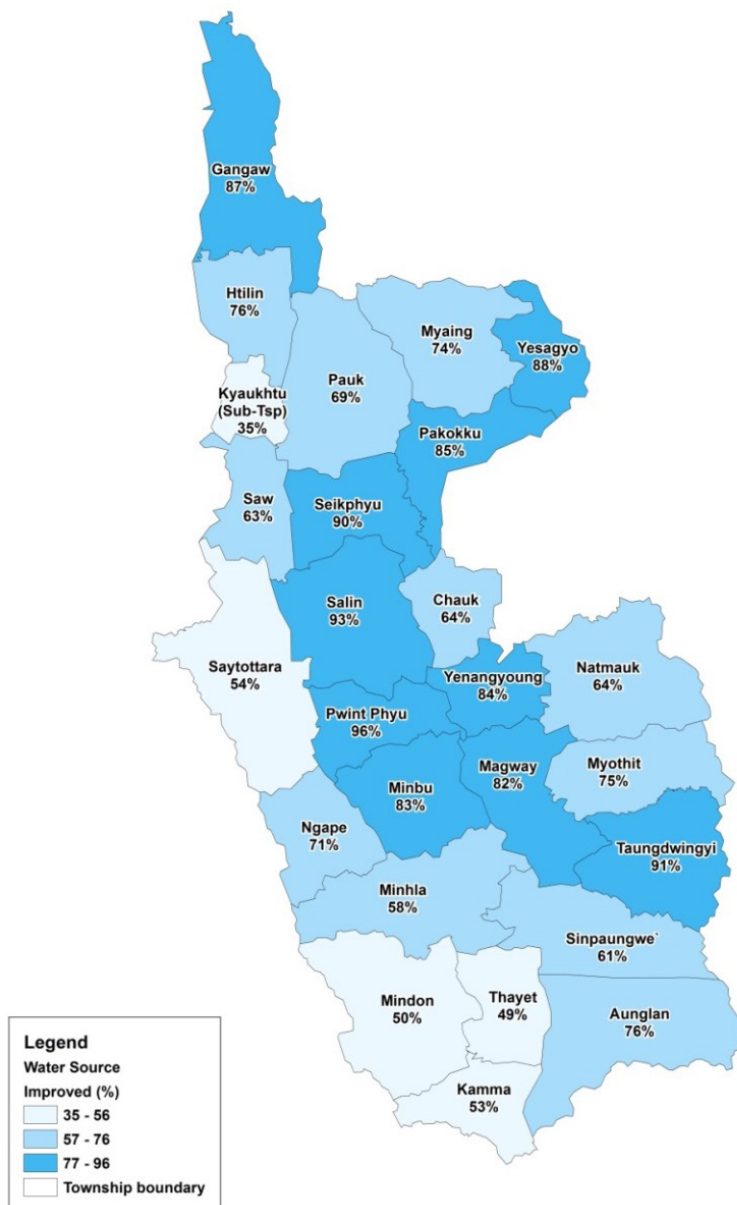 Gangaw
87%
Htilin
76%
Myaing
74%
Yesagyo
88%
Pauk
69%
Kyaukhtu
(Sub-Tsp)
35%
Pakokku
85%
Saw
63%
Seikphyu
90%
Salin
93%
Chauk
64%
Saytottara
54%
Natmauk
64%
Yenangyoung
84%
Pwint Phyu
96%
Myothit
75%
Magway
82%
Minbu
83%
Ngape
71%
Taungdwingyi
91%
Minhla
58%
Sinpaungwe`
61%
Mindon
50%
Thayet
49%
Aunglan
76%
Kamma
53%
Legend
Water Source
Improved (%)
35 - 56
57 - 76
77 - 96
Township boundary